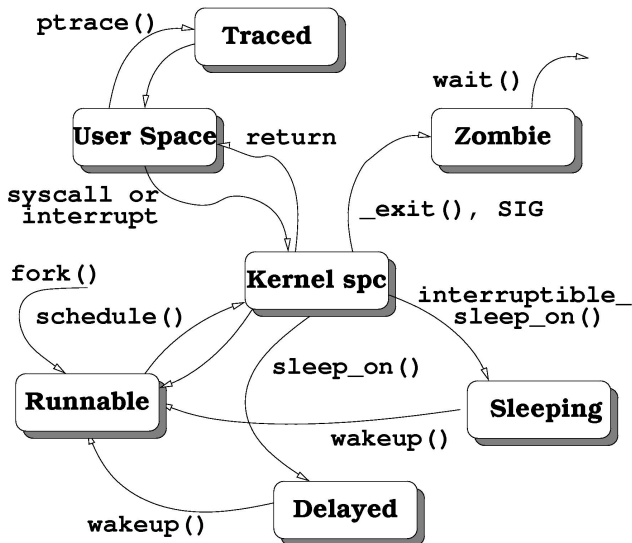 ptrace()
Traced
wait()
User Space
return
Zombie
syscall or
interrupt
_exit(), SIG
fork()
Kernel spc
interruptible_
sleep_on()
schedule()
sleep_on()
Runnable
Sleeping
wakeup()
Delayed
wakeup()